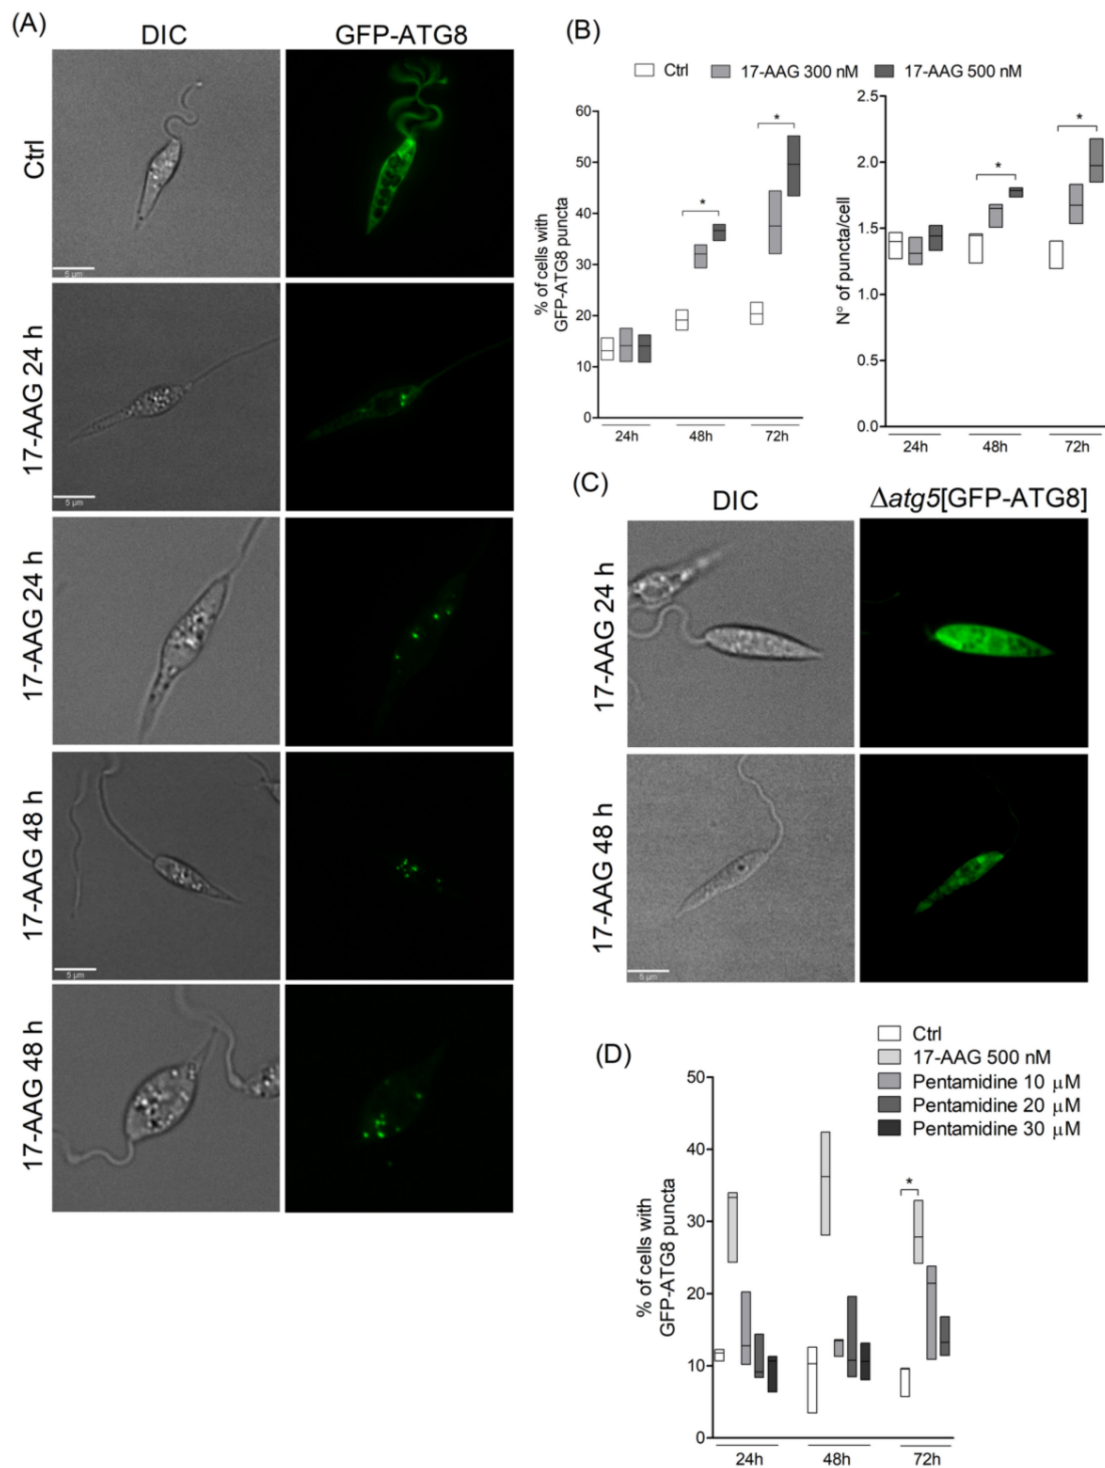 (A)
DIC
GFP-ATG8
Ctrl
5 µm
17-AAG 24 h
5 µm
17-AAG 24 h
17-AAG 48 h
5 µm
17-AAG 48 h
(B)
Ctrl
17-AAG 300 nM
17-AAG 500 nM
% of cells with
GFP-ATG8 puncta
60
50
40
30
20
10
0
*
*
24h
48h
72h
N° of puncta/cell
2.5
2.0
1.5
1.0
0.5
0.0
*
*
24h
48h
72h
(C)
DIC
Δatg5[GFP-ATG8]
17-AAG 24 h
17-AAG 48 h
5 µm
(D)
Ctrl
17-AAG 500 nM
Pentamidine 10 µM
Pentamidine 20 µM
Pentamidine 30 µM
% of cells with
GFP-ATG8 puncta
50
40
30
20
10
0
*
24h
48h
72h